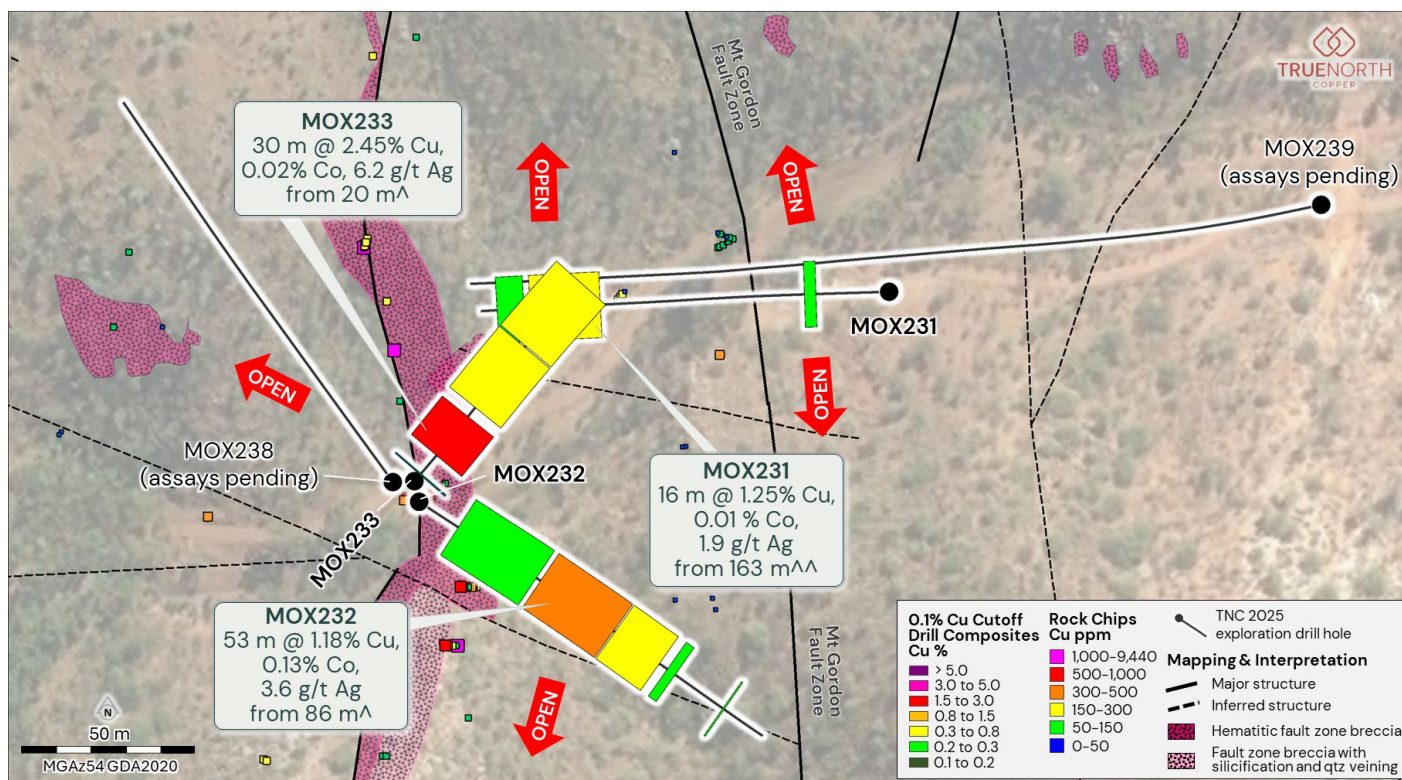 TRUENORTH
COPPER
Mt Gordon
Fault Zone
MOX233
30 m @ 2.45% Cu,
0.02% Co, 6.2 g/t Ag
from 20 m^
OPEN
OPEN
MOX239
(assays pending)
MOX231
OPEN
OPEN
MOX238
(assays pending)
MOX232
MOX233
MOX231
16 m @ 1.25% Cu,
0.01 % Co,
1.9 g/t Ag
from 163 m^^
MOX232
53 m @ 1.18% Cu,
0.13% Co,
3.6 g/t Ag
from 86 m^
OPEN
Mt Gordon
Fault Zone
N
50 m
MGAz54 GDA2020
0.1% Cu Cutoff
Drill Composites
Cu %
> 5.0
3.0 to 5.0
1.5 to 3.0
0.8 to 1.5
0.3 to 0.8
0.2 to 0.3
0.1 to 0.2
Rock Chips
Cu ppm
1,000-9,440
500-1,000
300-500
150-300
50-150
0-50
TNC 2025
exploration drill hole
Mapping & Interpretation
Major structure
Inferred structure
Hematitic fault zone breccia
Fault zone breccia with
silicification and qtz veining